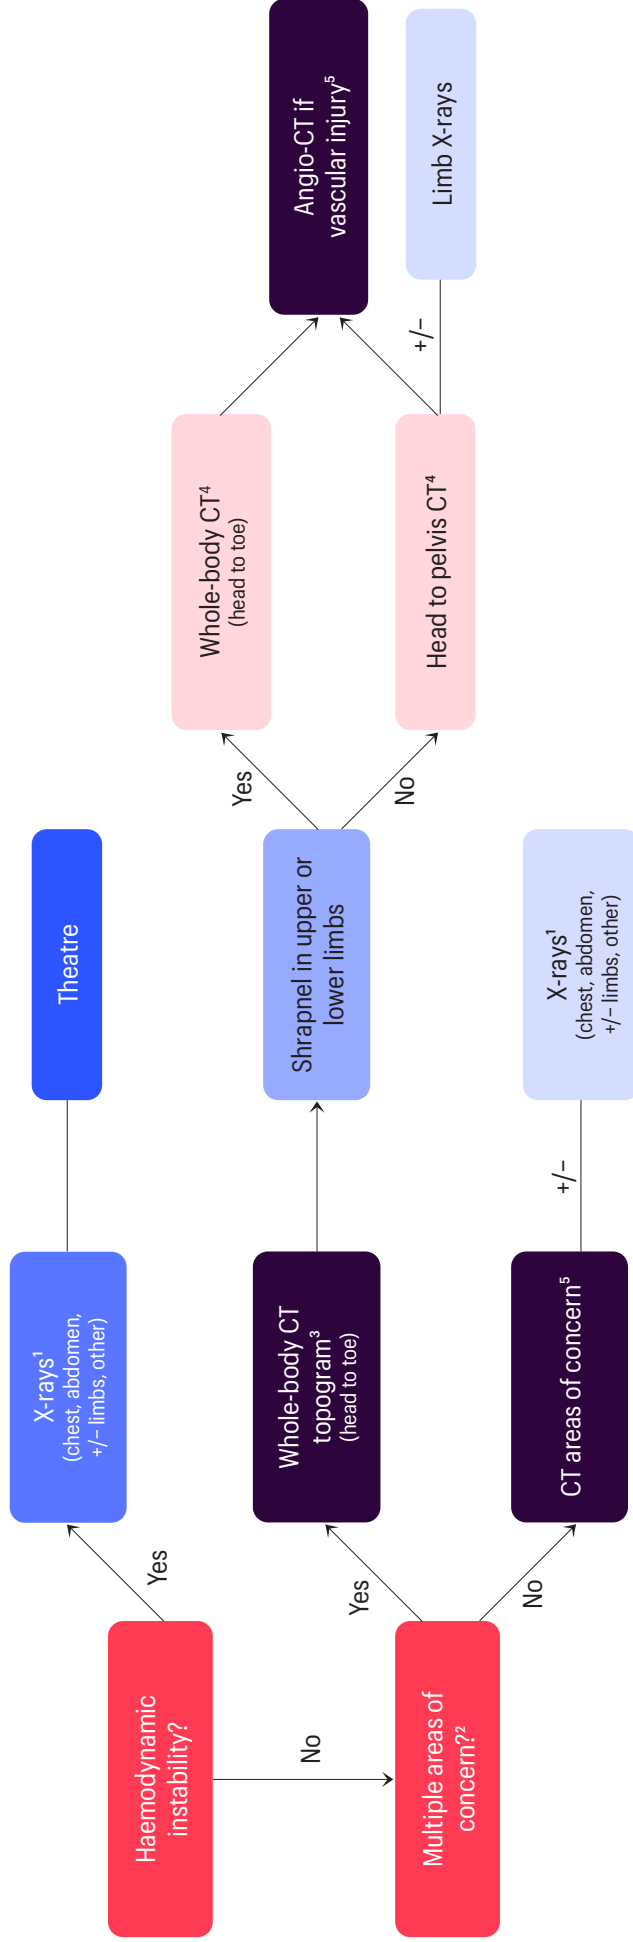 Haemodynamic
instability?
Yes
X-rays¹
(chest, abdomen,
+/− limbs, other)
Theatre
No
Multiple areas of
concern?²
Yes
Whole-body CT
topogram³
(head to toe)
Shrapnel in upper or
lower limbs
Yes
Whole-body CT⁴
(head to toe)
No
Head to pelvis CT⁴
Angio-CT if
vascular injury⁵
+/−
Limb X-rays
No
CT areas of concern⁵
+/−
X-rays¹
(chest, abdomen,
+/− limbs, other)